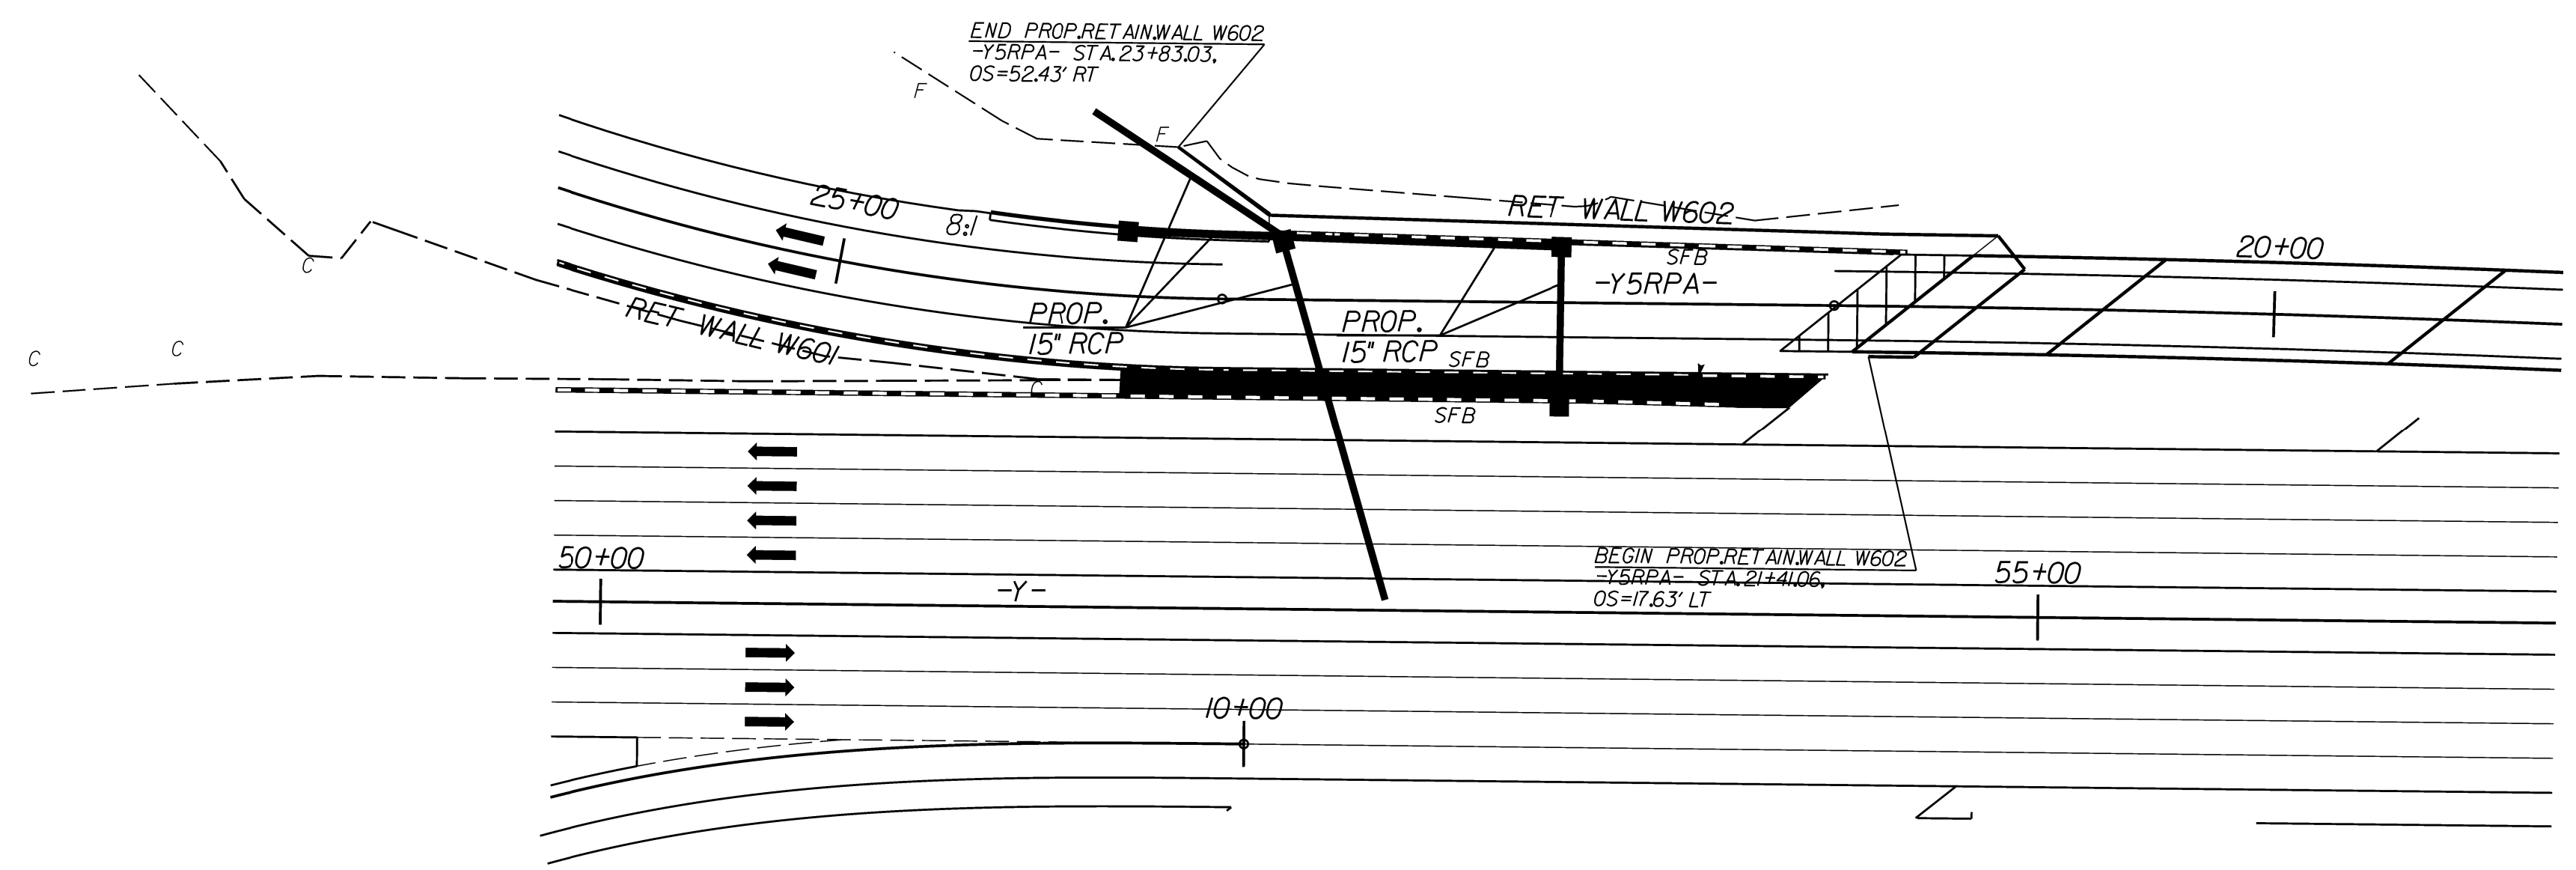 END PROP.RETAIN.WALL W602
-Y5RPA- STA.23+83.03,
OS=52.43' RT
F
F
25+00
8:1
RET WALL W602
SFB
20+00
-Y5RPA-
C
PROP.
15" RCP
PROP.
15" RCP
SFB
RET WALL W601
C
C
C
SFB
50+00
-Y-
BEGIN PROP.RETAIN.WALL W602
-Y5RPA- STA.21+41.06,
OS=17.63' LT
55+00
10+00